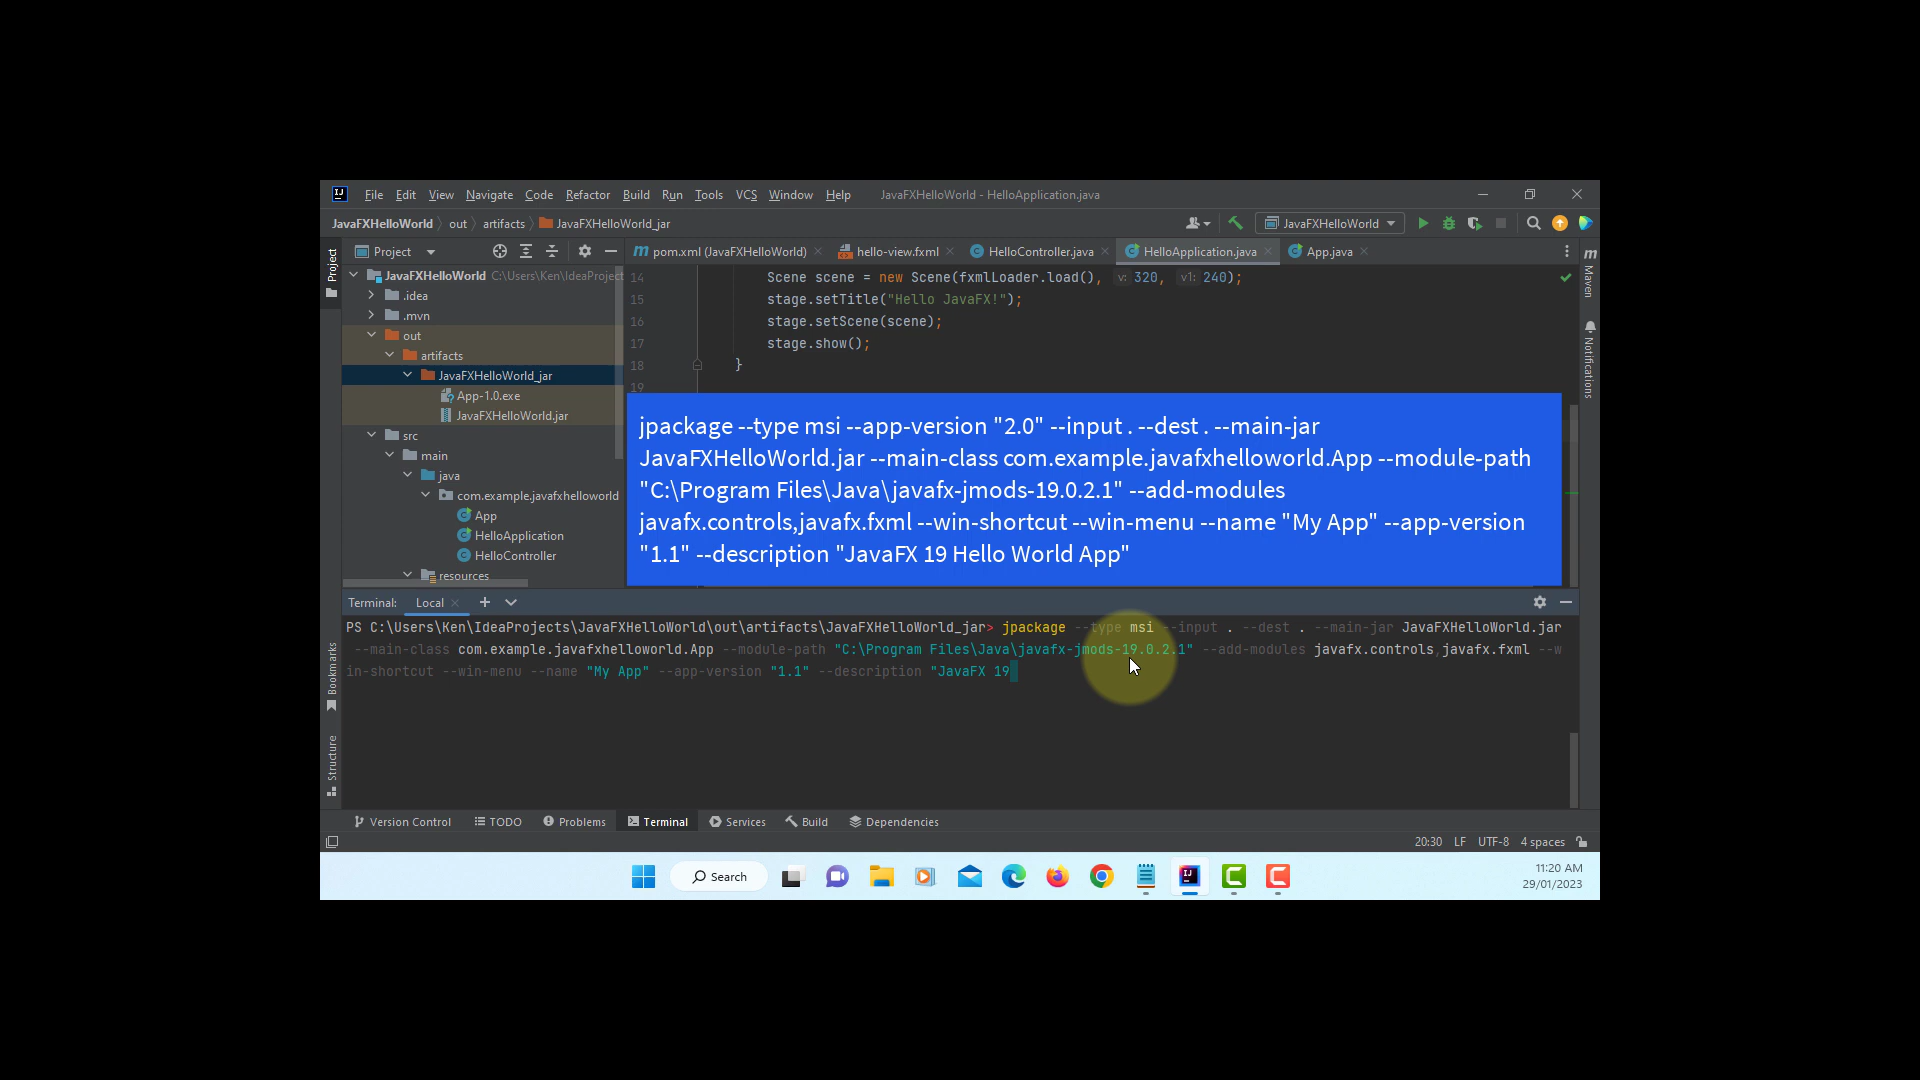 File Edit View Navigate Code Refactor Build Run Tools VCS Window Help JavaFXHelloWorld - HelloApplication.java
JavaFXHelloWorld out artifacts JavaFXHelloWorld_jar JavaFXHelloWorld
Project pom.xml (JavaFXHelloWorld) hello-view.fxml HelloController.java HelloApplication.java App.java
Project
JavaFXHelloWorld C:\Users\Ken\IdeaProject
.idea
.mvn
out
artifacts
JavaFXHelloWorld_jar
App-1.0.exe
JavaFXHelloWorld.jar
src
main
java
com.example.javafxhelloworld
App
HelloApplication
HelloController
resources
14 Scene scene = new Scene(fxmlLoader.load(), v: 320, v1: 240);
15 stage.setTitle("Hello JavaFX!");
16 stage.setScene(scene);
17 stage.show();
18 }
19
Maven
Notifications
jpackage --type msi --app-version "2.0" --input . --dest . --main-jar
JavaFXHelloWorld.jar --main-class com.example.javafxhelloworld.App --module-path
"C:\Program Files\Java\javafx-jmods-19.0.2.1" --add-modules
javafx.controls,javafx.fxml --win-shortcut --win-menu --name "My App" --app-version
"1.1" --description "JavaFX 19 Hello World App"
Terminal: Local
PS C:\Users\Ken\IdeaProjects\JavaFXHelloWorld\out\artifacts\JavaFXHelloWorld_jar> jpackage --type msi --input . --dest . --main-jar JavaFXHelloWorld.jar
--main-class com.example.javafxhelloworld.App --module-path "C:\Program Files\Java\javafx-jmods-19.0.2.1" --add-modules javafx.controls,javafx.fxml --w
in-shortcut --win-menu --name "My App" --app-version "1.1" --description "JavaFX 19
Bookmarks
Structure
Version Control TODO Problems Terminal Services Build Dependencies
20:30 LF UTF-8 4 spaces
Search
11:20 AM
29/01/2023